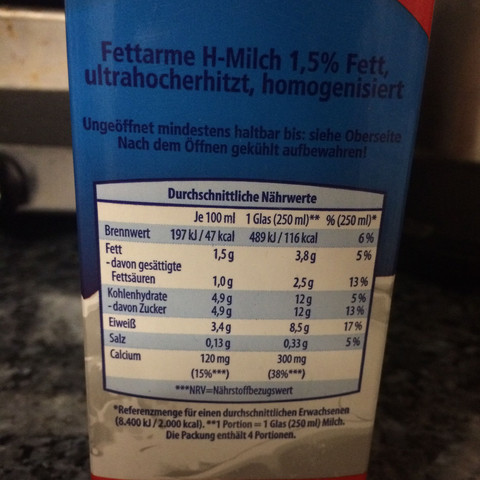 Fettarme H-Milch 1,5% Fett,
ultrahocherhitzt, homogenisiert
Ungeöffnet mindestens haltbar bis: siehe Oberseite
Nach dem Öffnen gekühlt aufbewahren!
Durchschnittliche Nährwerte
Je 100 ml 1 Glas (250 ml)** % (250 ml)*
Brennwert 197 kJ / 47 kcal 489 kJ / 116 kcal 6%
Fett 1,5 g 3,8 g 5%
-davon gesättigte
Fettsäuren 1,0 g 2,5 g 13%
Kohlenhydrate 4,9 g 12 g 5%
-davon Zucker 4,9 g 12 g 13%
Eiweiß 3,4 g 8,5 g 17%
Salz 0,13 g 0,33 g 5%
Calcium 120 mg 300 mg
(15%***) (38%***)
***NRV=Nährstoffbezugswert
*Referenzmenge für einen durchschnittlichen Erwachsenen
(8.400 kJ / 2.000 kcal). **1 Portion = 1 Glas (250 ml) Milch.
Die Packung enthält 4 Portionen.